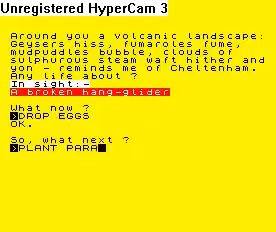 Unregistered HyperCam 3
Around you a volcanic landscape:
Geysers hiss, fumaroles fume,
mudpuddles bubble, clouds of
sulphurous steam waft hither and
yon - reminds me of Cheltenham.
Any life about ?
In sight:-
A broken hang-glider
What now ?
>DROP EGGS
OK.
So, what next ?
>PLANT PARA